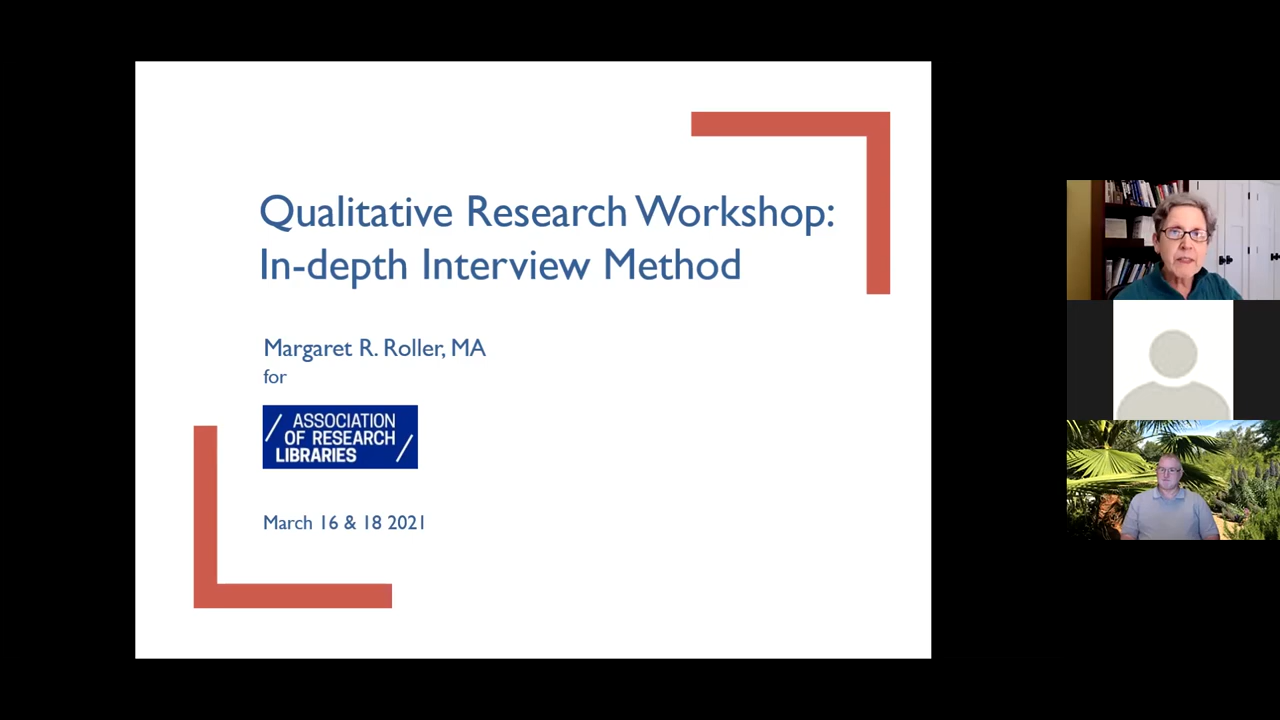 Qualitative Research Workshop:
In-depth Interview Method
Margaret R. Roller, MA
for
ASSOCIATION
OF RESEARCH
LIBRARIES
March 16 & 18 2021